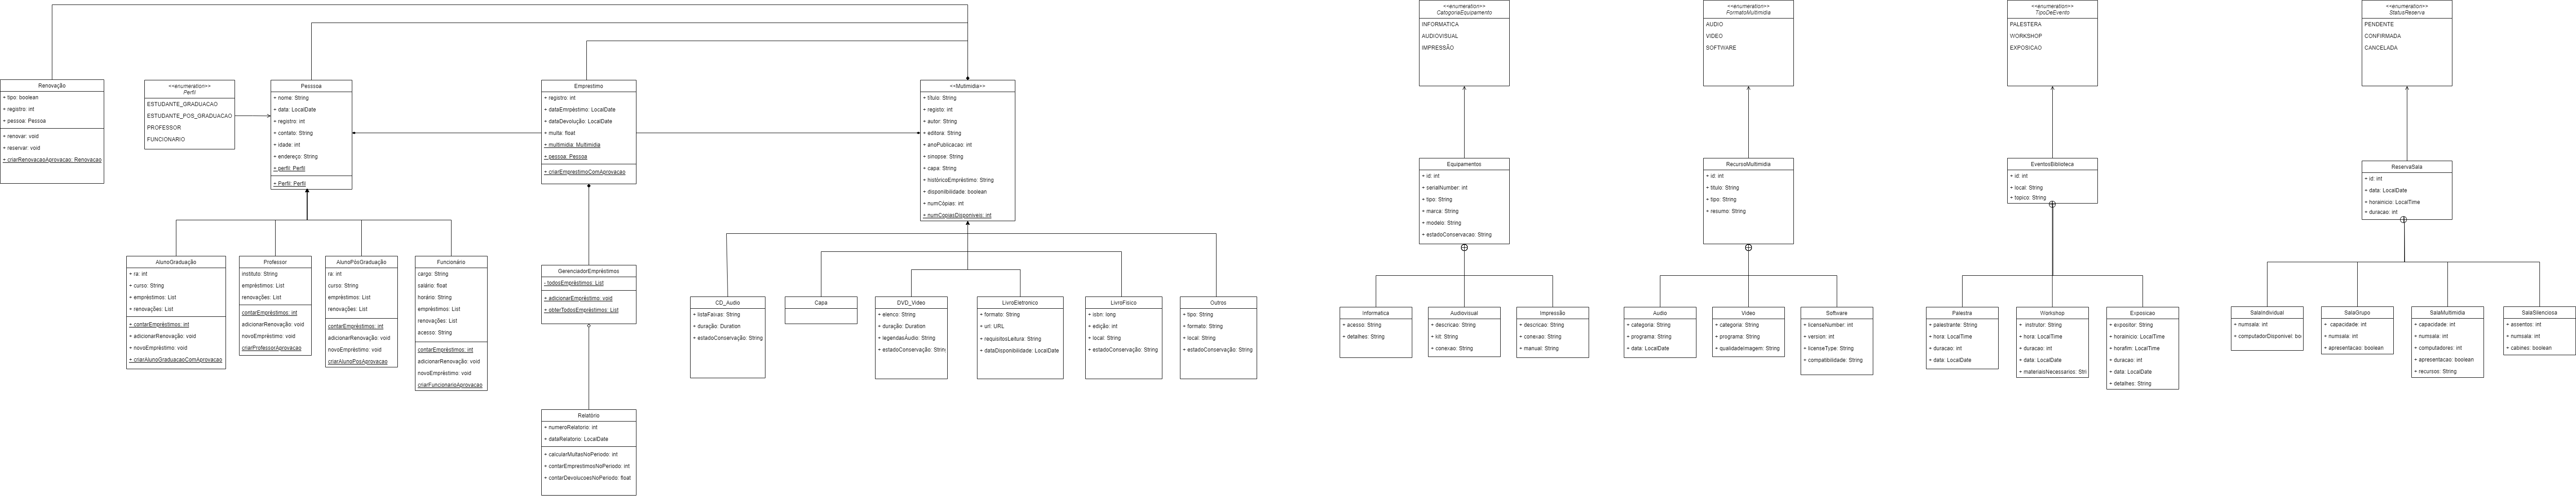 Renovação
+ tipo: boolean
+ registro: int
+ pessoa: Pessoa
+ renovar: void
+ reservar: void
+ criarRenovacaoAprovacao: Renovacao
<<enumeration>>
Perfil
ESTUDANTE_GRADUACAO
ESTUDANTE_POS_GRADUACAO
PROFESSOR
FUNCIONARIO
Pesssoa
+ nome: String
+ data: LocalDate
+ registro: int
+ contato: String
+ idade: int
+ endereço: String
+ perfil: Perfil
+ Perfil: Perfil
Emprestimo
+ registro: int
+ dataEmrpéstimo: LocalDate
+ dataDevolução: LocalDate
+ multa: float
+ multimidia: Multimidia
+ pessoa: Pessoa
+ criarEmprestimoComAprovacao
<<Mutimidia>>
+ título: String
+ registo: int
+ autor: String
+ editora: String
+ anoPublicacao: int
+ sinopse: String
+ capa: String
+ históricoEmpréstimo: String
+ disponilbilidade: boolean
+ numCópias: int
+ numCopiasDisponiveis: int
AlunoGraduação
+ ra: int
+ curso: String
+ empréstimos: List
+ renovações: List
+ contarEmpréstimos: int
+ adicionarRenovação: void
+ novoEmpréstimo: void
+ criarAlunoGraduacaoComAprovacao
Professor
instituto: String
empréstimos: List
renovações: List
contarEmpréstimos: int
adicionarRenovação: void
novoEmpréstimo: void
criarProfessorAprovacao
AlunoPósGraduação
ra: int
curso: String
empréstimos: List
renovações: List
contarEmpréstimos: int
adicionarRenovação: void
novoEmpréstimo: void
criarAlunoPosAprovacao
Funcionário
cargo: String
salário: float
horário: String
empréstimos: List
renovações: List
acesso: String
contarEmpréstimos: int
adicionarRenovação: void
novoEmpréstimo: void
criarFuncionarioAprovacao
GerenciadorEmpréstimos
- todosEmpréstimos: List
+ adicionarEmpréstimo: void
+ obterTodosEmpréstimos: List
Relatório
+ numeroRelatorio: int
+ dataRelatorio: LocalDate
+ calcularMultasNoPeriodo: int
+ contarEmprestimosNoPeriodo: int
+ contarDevolucoesNoPeriodo: float
CD_Audio
+ listaFaixas: String
+ duração: Duration
+ estadoConservação: String
Capa
DVD_Video
+ elenco: String
+ duração: Duration
+ legendasÁudio: String
+ estadoConservação: String
LivroEletronico
+ formato: String
+ url: URL
+ requisitosLeitura: String
+ dataDisponibilidade: LocalDate
LivroFísico
+ isbn: long
+ edição: int
+ local: String
+ estadoConservação: String
Outros
+ tipo: String
+ formato: String
+ local: String
+ estadoConservação: String
<<enumeration>>
CatogoriaEquipamento
INFORMATICA
AUDIOVISUAL
IMPRESSÃO
Equipamentos
+ id: int
+ serialNumber: int
+ tipo: String
+ marca: String
+ modelo: String
+ estadoConservacao: String
Informatica
+ acesso: String
+ detalhes: String
Audiovisual
+ descricao: String
+ kit: String
+ conexao: String
Impressão
+ descricao: String
+ conexão: String
+ manual: String
<<enumeration>>
FormatoMultimidia
AUDIO
VIDEO
SOFTWARE
RecursoMultimidia
+ id: int
+ titulo: String
+ tipo: String
+ resumo: String
Audio
+ categoria: String
+ programa: String
+ data: LocalDate
Video
+ categoria: String
+ programa: String
+ qualidadeImagem: String
Software
+ licenseNumber: int
+ version: int
+ licenseType: String
+ compatibilidade: String
<<enumeration>>
TipoDeEvento
PALESTERA
WORKSHOP
EXPOSICAO
EventosBiblioteca
+ id: int
+ local: String
+ topico: String
Palestra
+ palestrante: String
+ hora: LocalTime
+ duracao: int
+ data: LocalDate
Workshop
+ instrutor: String
+ hora: LocalTime
+ duracao: int
+ data: LocalDate
+ materiaisNecessarios: Stri
Exposicao
+ expositor: String
+ horainicio: LocalTime
+ horafim: LocalTime
+ duracao: int
+ data: LocalDate
+ detalhes: String
<<enumeration>>
StatusReserva
PENDENTE
CONFIRMADA
CANCELADA
ReservaSala
+ id: int
+ data: LocalDate
+ horainicio: LocalTime
+ duracao: int
SalaIndividual
+ numsala: int
+ computadorDisponivel: bo
SalaGrupo
+ capacidade: int
+ numsala: int
+ apresentacao: boolean
SalaMultimidia
+ capacidade: int
+ numsala: int
+ computadores: int
+ apresentacao: boolean
+ recursos: String
SalaSilenciosa
+ assentos: int
+ numsala: int
+ cabines: boolean